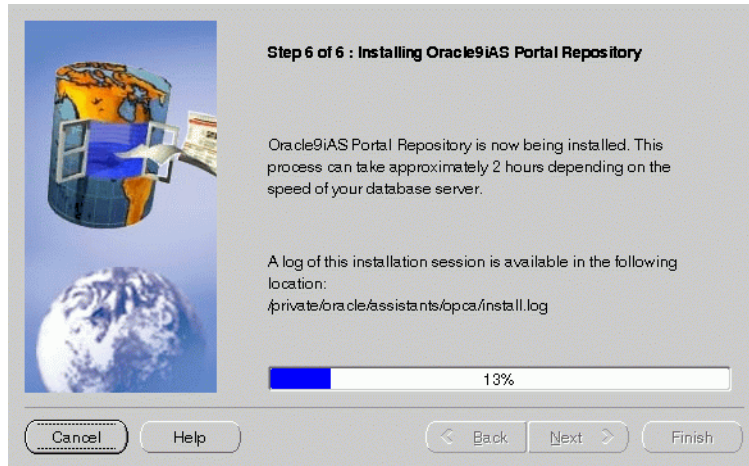 Step 6 of 6 : Installing Oracle9iAS Portal Repository
Oracle9iAS Portal Repository is now being installed. This
process can take approximately 2 hours depending on the
speed of your database server.
A log of this installation session is available in the following
location:
/private/oracle/assistants/opca/install.log
13%
Cancel
Help
Back
Next
Finish